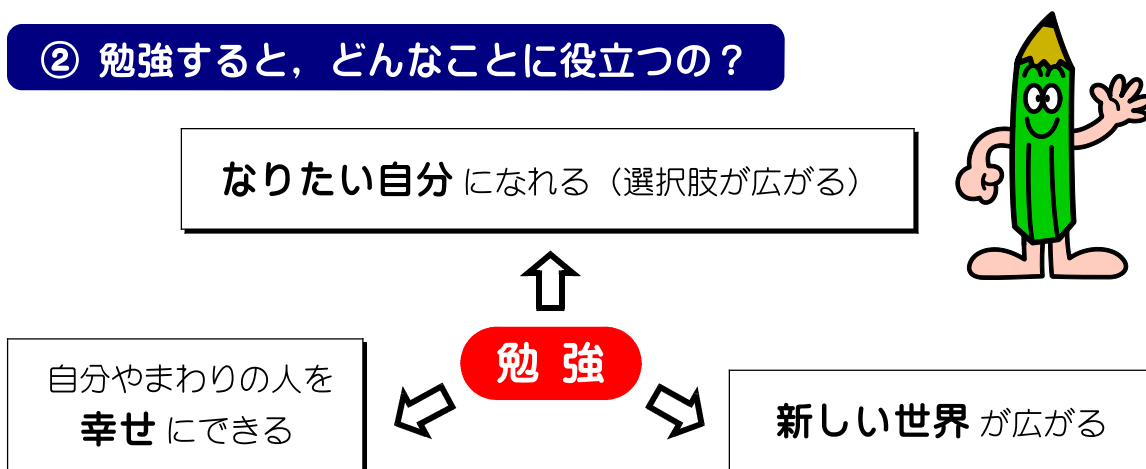 ② 勉強すると，どんなことに役立つの？
なりたい自分 になれる（選択肢が広がる）
勉 強
自分やまわりの人を
幸せ にできる
新しい世界 が広がる